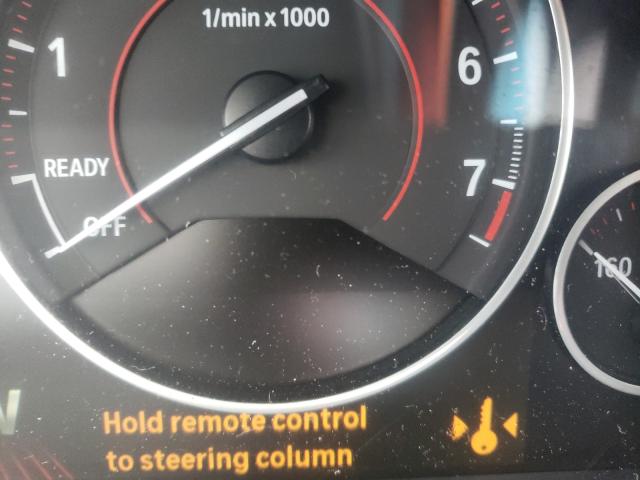 1/min x 1000
1
6
READY
7
OFF
160
N
Hold remote control
to steering column